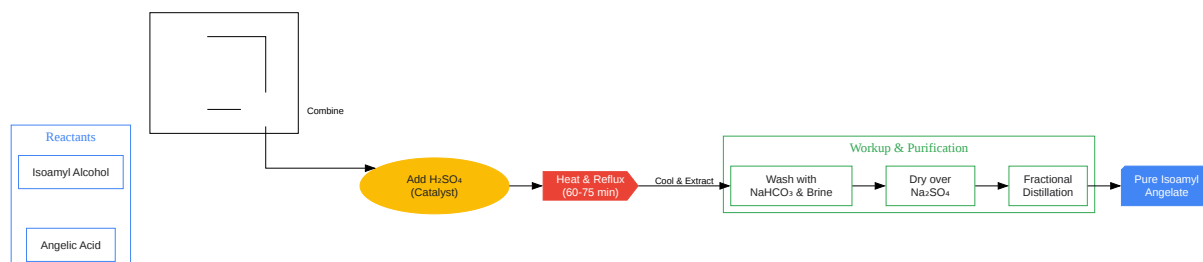 Reactants
Isoamyl Alcohol
Angelic Acid
Combine
Add H₂SO₄
(Catalyst)
Heat & Reflux
(60-75 min)
Cool & Extract
Workup & Purification
Wash with
NaHCO₃ & Brine
Dry over
Na₂SO₄
Fractional
Distillation
Pure Isoamyl
Angelate